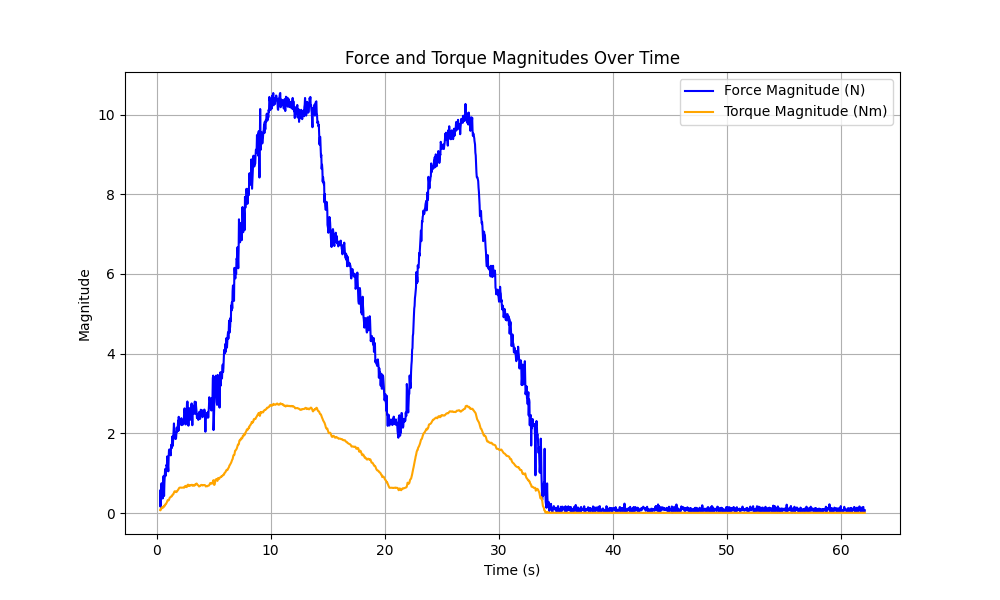 Force and Torque Magnitudes Over Time
Force Magnitude (N)
Torque Magnitude (Nm)
Magnitude
10
8
6
4
2
0
0 10 20 30 40 50 60
Time (s)